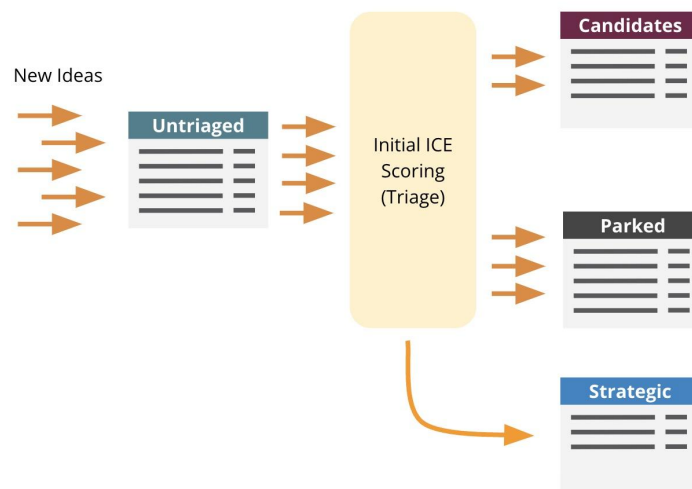 New Ideas
Untriaged
Initial ICE
Scoring
(Triage)
Candidates
Parked
Strategic